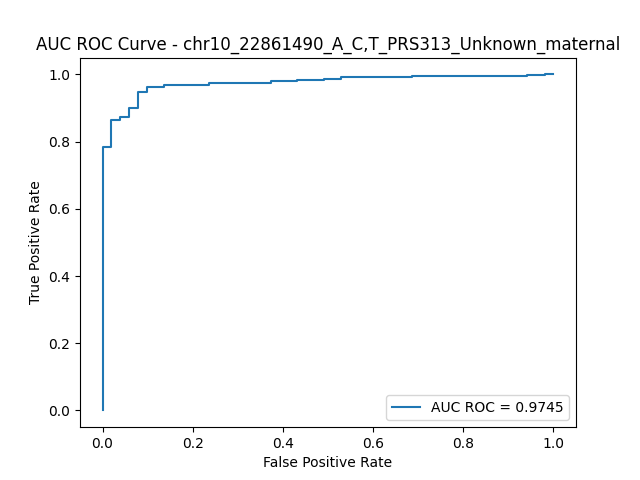 AUC ROC Curve - chr10_22861490_A_C,T_PRS313_Unknown_maternal
1.0
0.8
0.6
0.4
0.2
0.0
True Positive Rate
AUC ROC = 0.9745
0.0 0.2 0.4 0.6 0.8 1.0
False Positive Rate